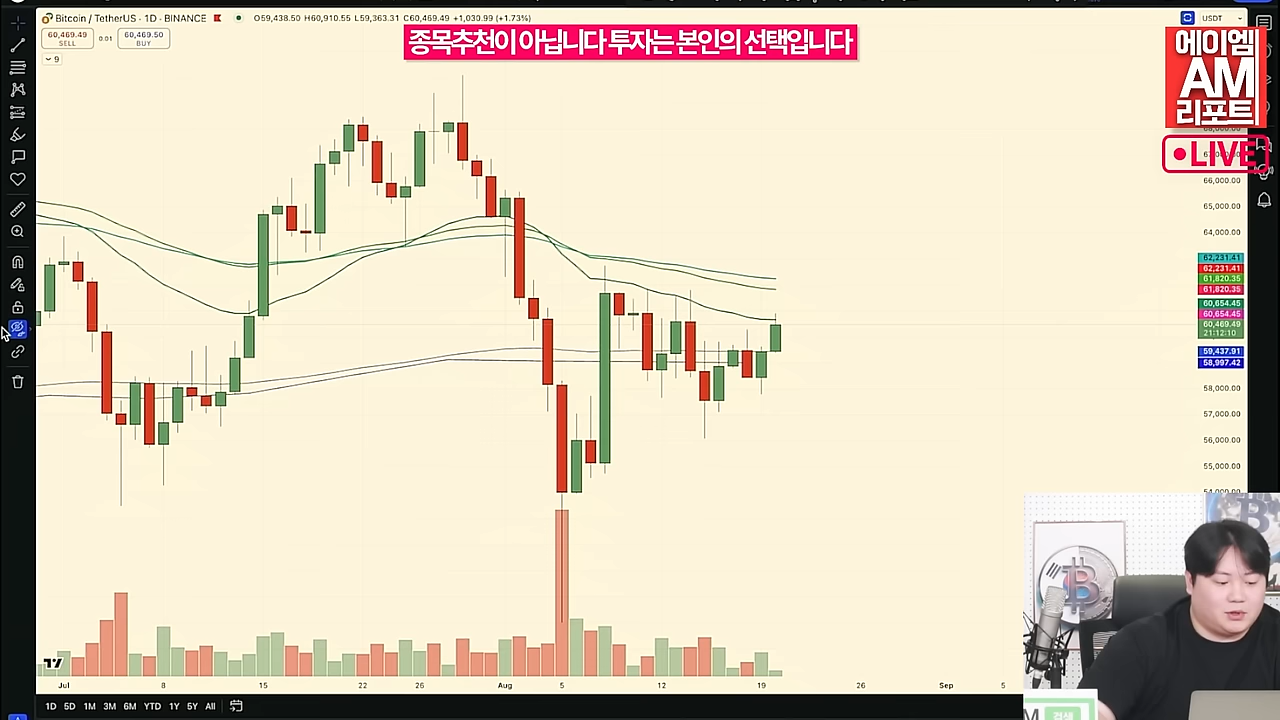 Bitcoin / TetherUS · 1D · BINANCE
O59,438.50 H60,910.55 L59,363.31 C60,469.49 +1,030.99 (+1.73%)
USDT
60,469.49
SELL
0.01
60,469.50
BUY
9
종목추천이 아닙니다 투자는 본인의 선택입니다
에이엠
AM
리포트
LIVE
66,000.00
65,000.00
64,000.00
62,231.41
62,231.41
61,820.35
61,820.35
60,654.45
60,654.45
60,469.49
21:12:10
59,437.91
58,997.42
58,000.00
57,000.00
56,000.00
55,000.00
Jul
8
15
22
26
Aug
5
12
19
26
Sep
5
1D 5D 1M 3M 6M YTD 1Y 5Y All
M 검색